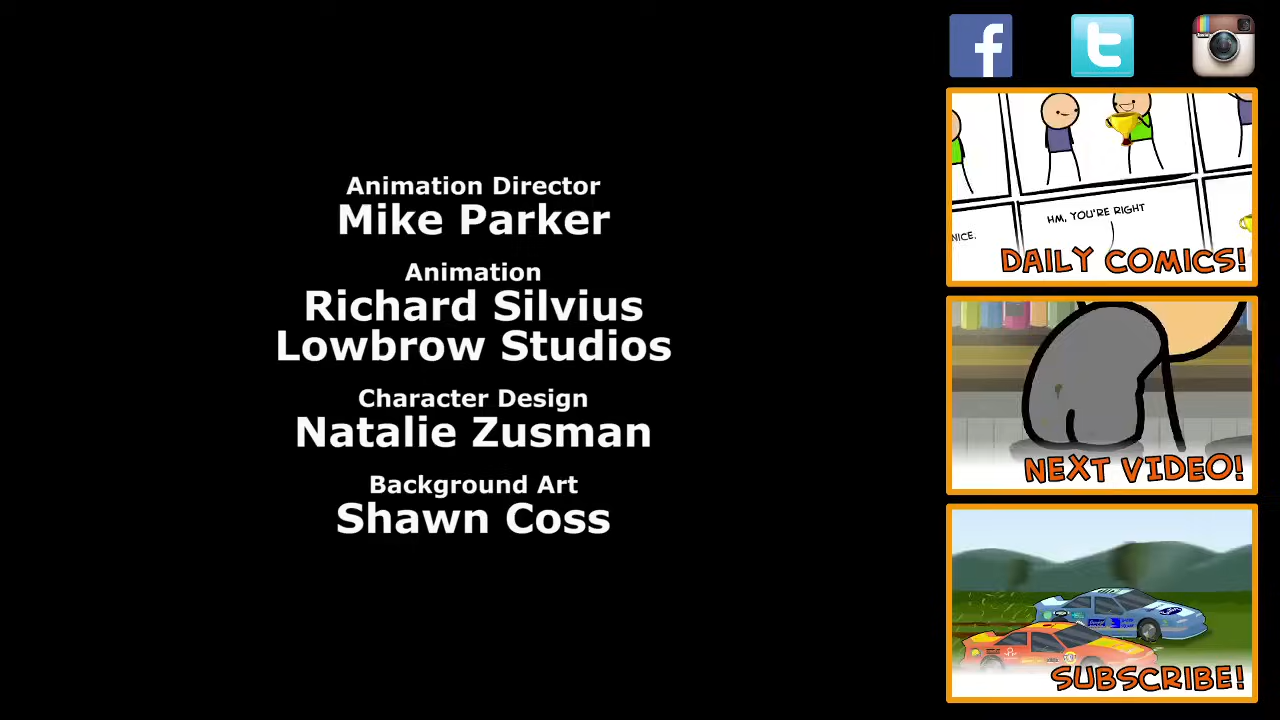 Animation Director
Mike Parker
Animation
Richard Silvius
Lowbrow Studios
Character Design
Natalie Zusman
Background Art
Shawn Coss
HM, YOU'RE RIGHT
NICE.
DAILY COMICS!
NEXT VIDEO!
SUBSCRIBE!